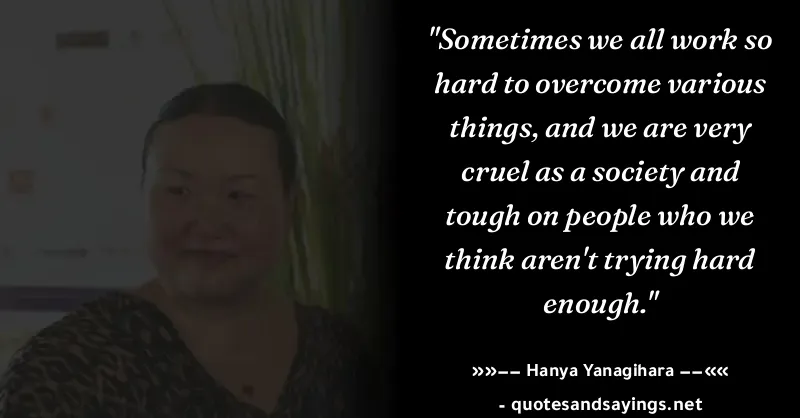 "Sometimes we all work so
hard to overcome various
things, and we are very
cruel as a society and
tough on people who we
think aren't trying hard
enough."
»»–– Hanya Yanagihara ––««
- quotesandsayings.net